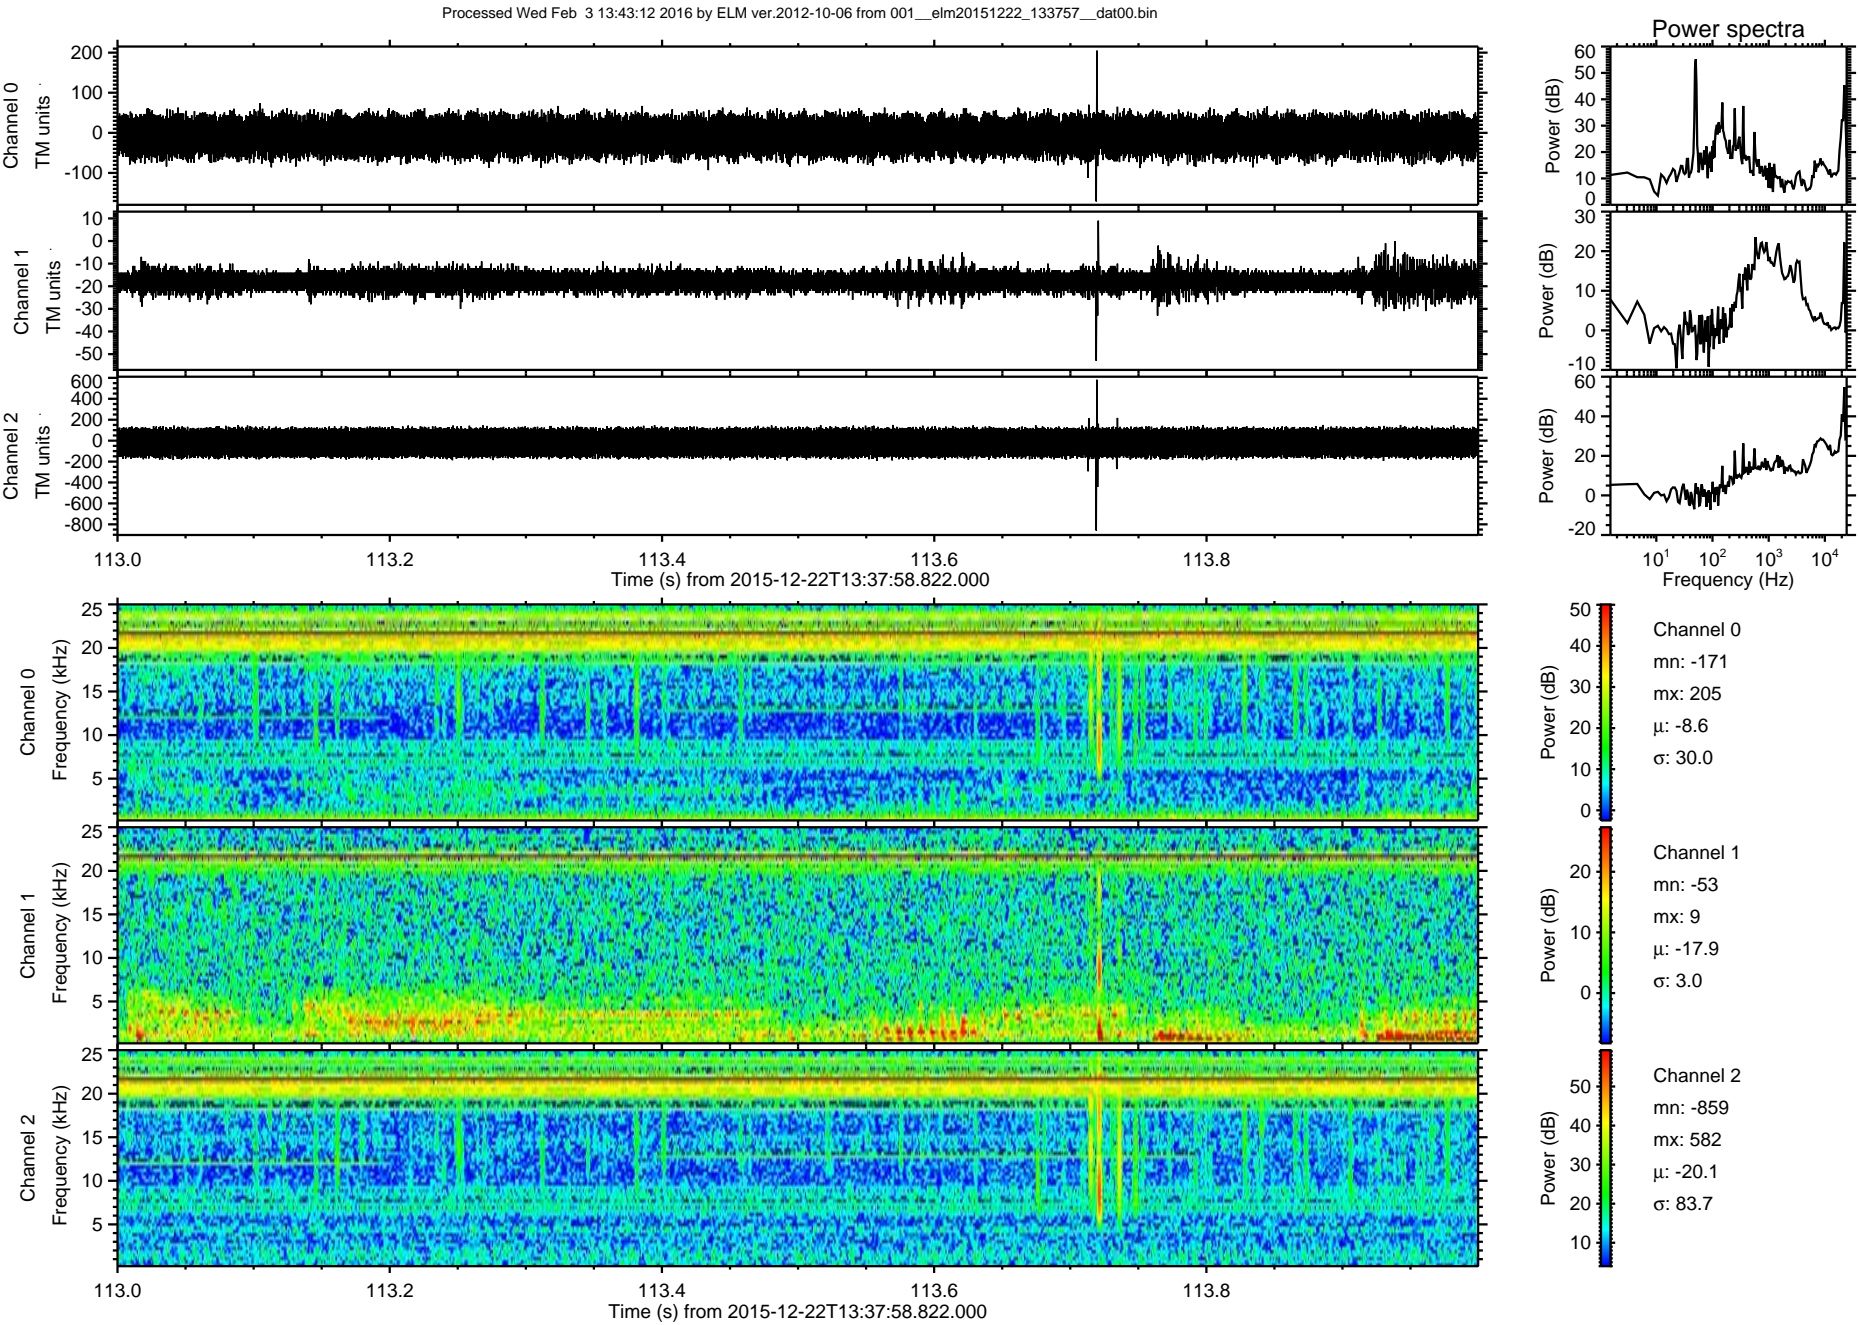 Processed Wed Feb  3 13:43:12 2016 by ELM ver.2012-10-06 from 001__elm20151222_133757__dat00.bin
Power spectra
Channel 0
TM units
200
100
0
-100
Power (dB)
60
50
40
30
20
10
0
Channel 1
TM units
10
0
-10
-20
-30
-40
-50
Power (dB)
30
20
10
0
-10
Channel 2
TM units
600
400
200
0
-200
-400
-600
-800
Power (dB)
60
40
20
0
-20
113.0 113.2 113.4 113.6 113.8
Time (s) from 2015-12-22T13:37:58.822.000
10¹ 10² 10³ 10⁴
Frequency (Hz)
Channel 0
Frequency (kHz)
25
20
15
10
5
Power (dB)
50
40
30
20
10
0
Channel 0
mn: -171
mx: 205
μ: -8.6
σ: 30.0
Channel 1
Frequency (kHz)
25
20
15
10
5
Power (dB)
20
10
0
Channel 1
mn: -53
mx: 9
μ: -17.9
σ: 3.0
Channel 2
Frequency (kHz)
25
20
15
10
5
Power (dB)
50
40
30
20
10
Channel 2
mn: -859
mx: 582
μ: -20.1
σ: 83.7
113.0 113.2 113.4 113.6 113.8
Time (s) from 2015-12-22T13:37:58.822.000